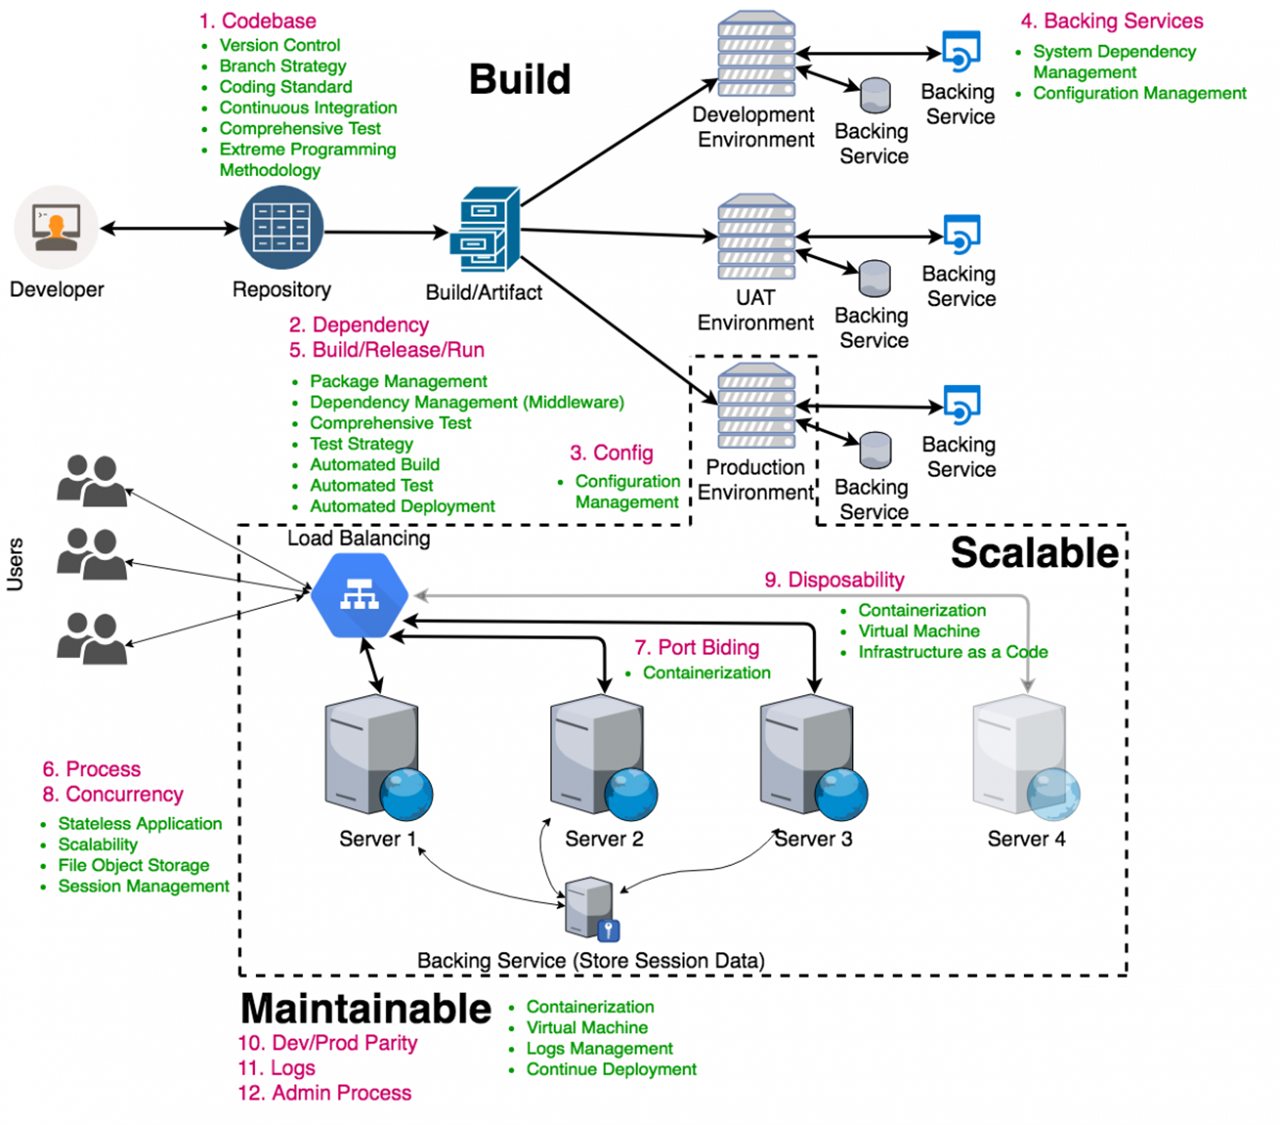 1. Codebase
Version Control
Branch Strategy
Coding Standard
Continuous Integration
Comprehensive Test
Extreme Programming
Methodology
Build
4. Backing Services
System Dependency
Management
Configuration Management
Development
Environment
Backing
Service
Backing
Service
Developer
Repository
Build/Artifact
UAT
Environment
Backing
Service
Backing
Service
2. Dependency
5. Build/Release/Run
Package Management
Dependency Management (Middleware)
Comprehensive Test
Test Strategy
Automated Build
Automated Test
Automated Deployment
3. Config
Configuration
Management
Production
Environment
Backing
Service
Backing
Service
Users
Load Balancing
Scalable
9. Disposability
Containerization
Virtual Machine
Infrastructure as a Code
7. Port Biding
Containerization
6. Process
8. Concurrency
Stateless Application
Scalability
File Object Storage
Session Management
Server 1
Server 2
Server 3
Server 4
Backing Service (Store Session Data)
Maintainable
10. Dev/Prod Parity
11. Logs
12. Admin Process
Containerization
Virtual Machine
Logs Management
Continue Deployment